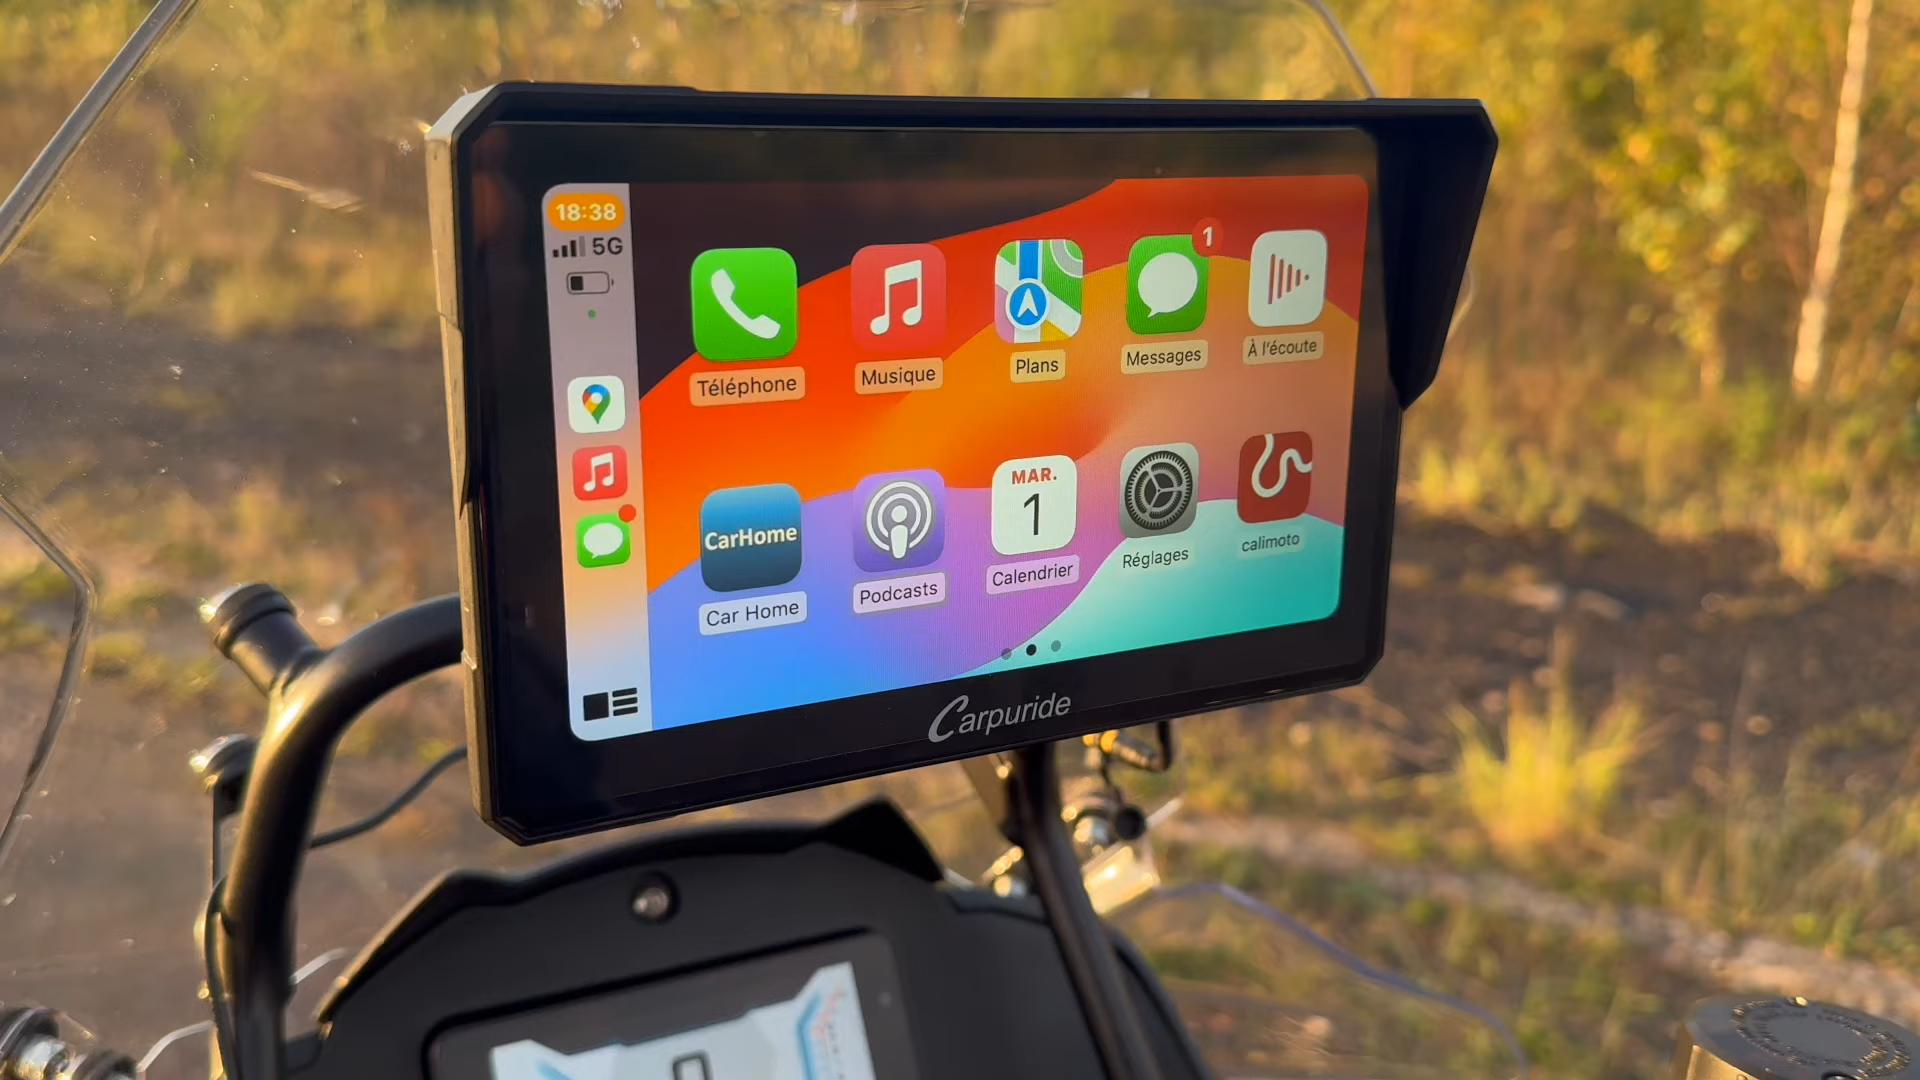 18:38
5G
1
Téléphone
Musique
Plans
Messages
À l'écoute
CarHome
MAR.
1
Car Home
Podcasts
Calendrier
Réglages
calimoto
Carpuride
0